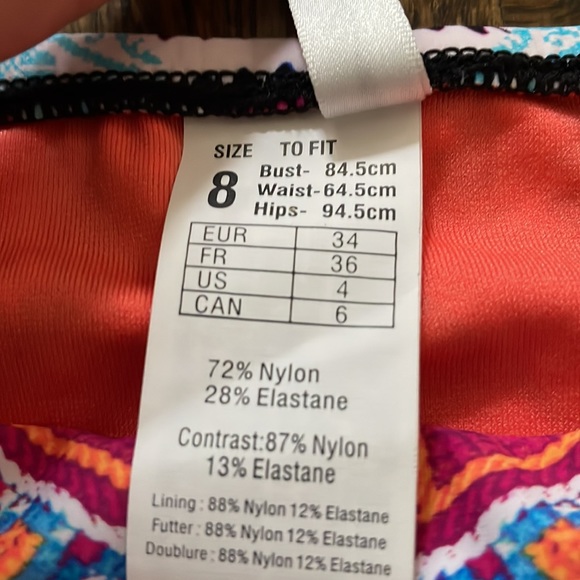 SIZE TO FIT
8 Bust- 84.5cm
Waist-64.5cm
Hips- 94.5cm
EUR 34
FR 36
US 4
CAN 6
72% Nylon
28% Elastane
Contrast:87% Nylon
13% Elastane
Lining : 88% Nylon 12% Elastane
Futter : 88% Nylon 12% Elastane
Doublure : 88% Nylon 12% Elastane